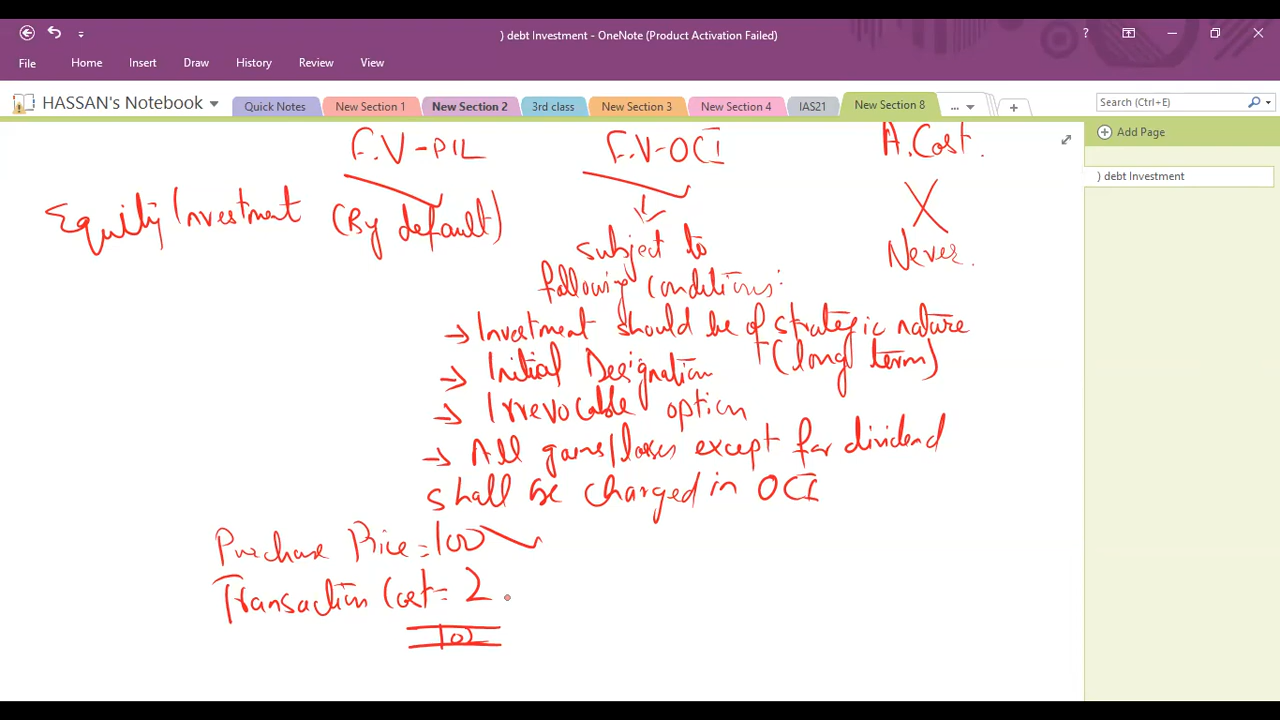 ) debt Investment - OneNote (Product Activation Failed)
File Home Insert Draw History Review View
HASSAN's Notebook Quick Notes New Section 1 New Section 2 3rd class New Section 3 New Section 4 IAS21 New Section 8 ... Search (Ctrl+E)
Add Page
) debt Investment
F.V-P/L F.V-OCI A.Cost.
Equity Investment (By default)
Never.
subject to
following conditions:
→ Investment should be of strategic nature
(long term)
→ Initial Designation
→ Irrevocable option
→ All gains/losses except for dividend
shall be charged in OCI
Purchase Price = 100
Transaction Cost = 2
102